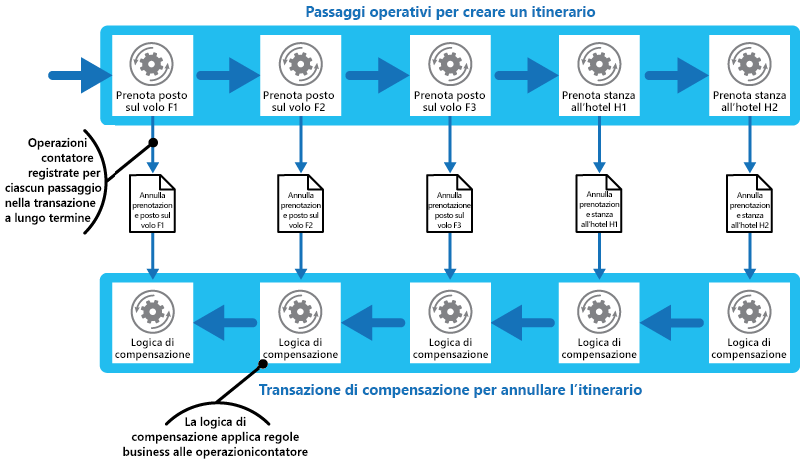 Passaggi operativi per creare un itinerario
Prenota posto
sul volo F1
Prenota posto
sul volo F2
Prenota posto
sul volo F3
Prenota stanza
all'hotel H1
Prenota stanza
all'hotel H2
Operazioni
contatore
registrate per
ciascun passaggio
nella transazione
a lungo termine
Annulla
prenotazion
e posto sul
volo F1
Annulla
prenotazion
e posto sul
volo F2
Annulla
prenotazione
posto sul
volo F3
Annulla
prenotazion
e stanza
all'hotel H1
Annulla
prenotazion
e stanza
all'hotel H2
Logica di
compensazione
Logica di
compensazione
Logica di
compensazione
Logica di
compensazione
Logica di
compensazione
Transazione di compensazione per annullare l'itinerario
La logica di
compensazione applica regole
business alle operazionicontatore